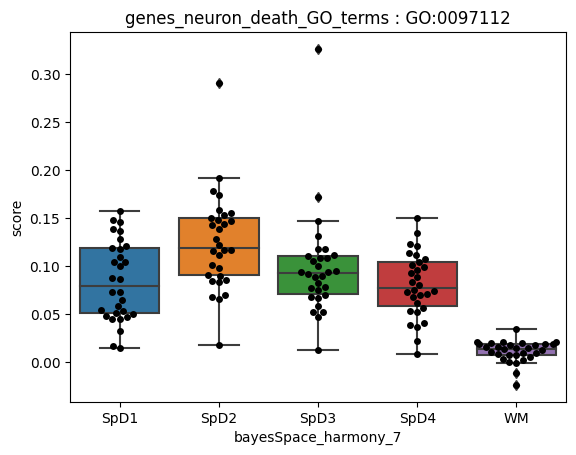 genes_neuron_death_GO_terms : GO:0097112
0.30
0.25
0.20
0.15
0.10
0.05
0.00
score
SpD1 SpD2 SpD3 SpD4 WM
bayesSpace_harmony_7